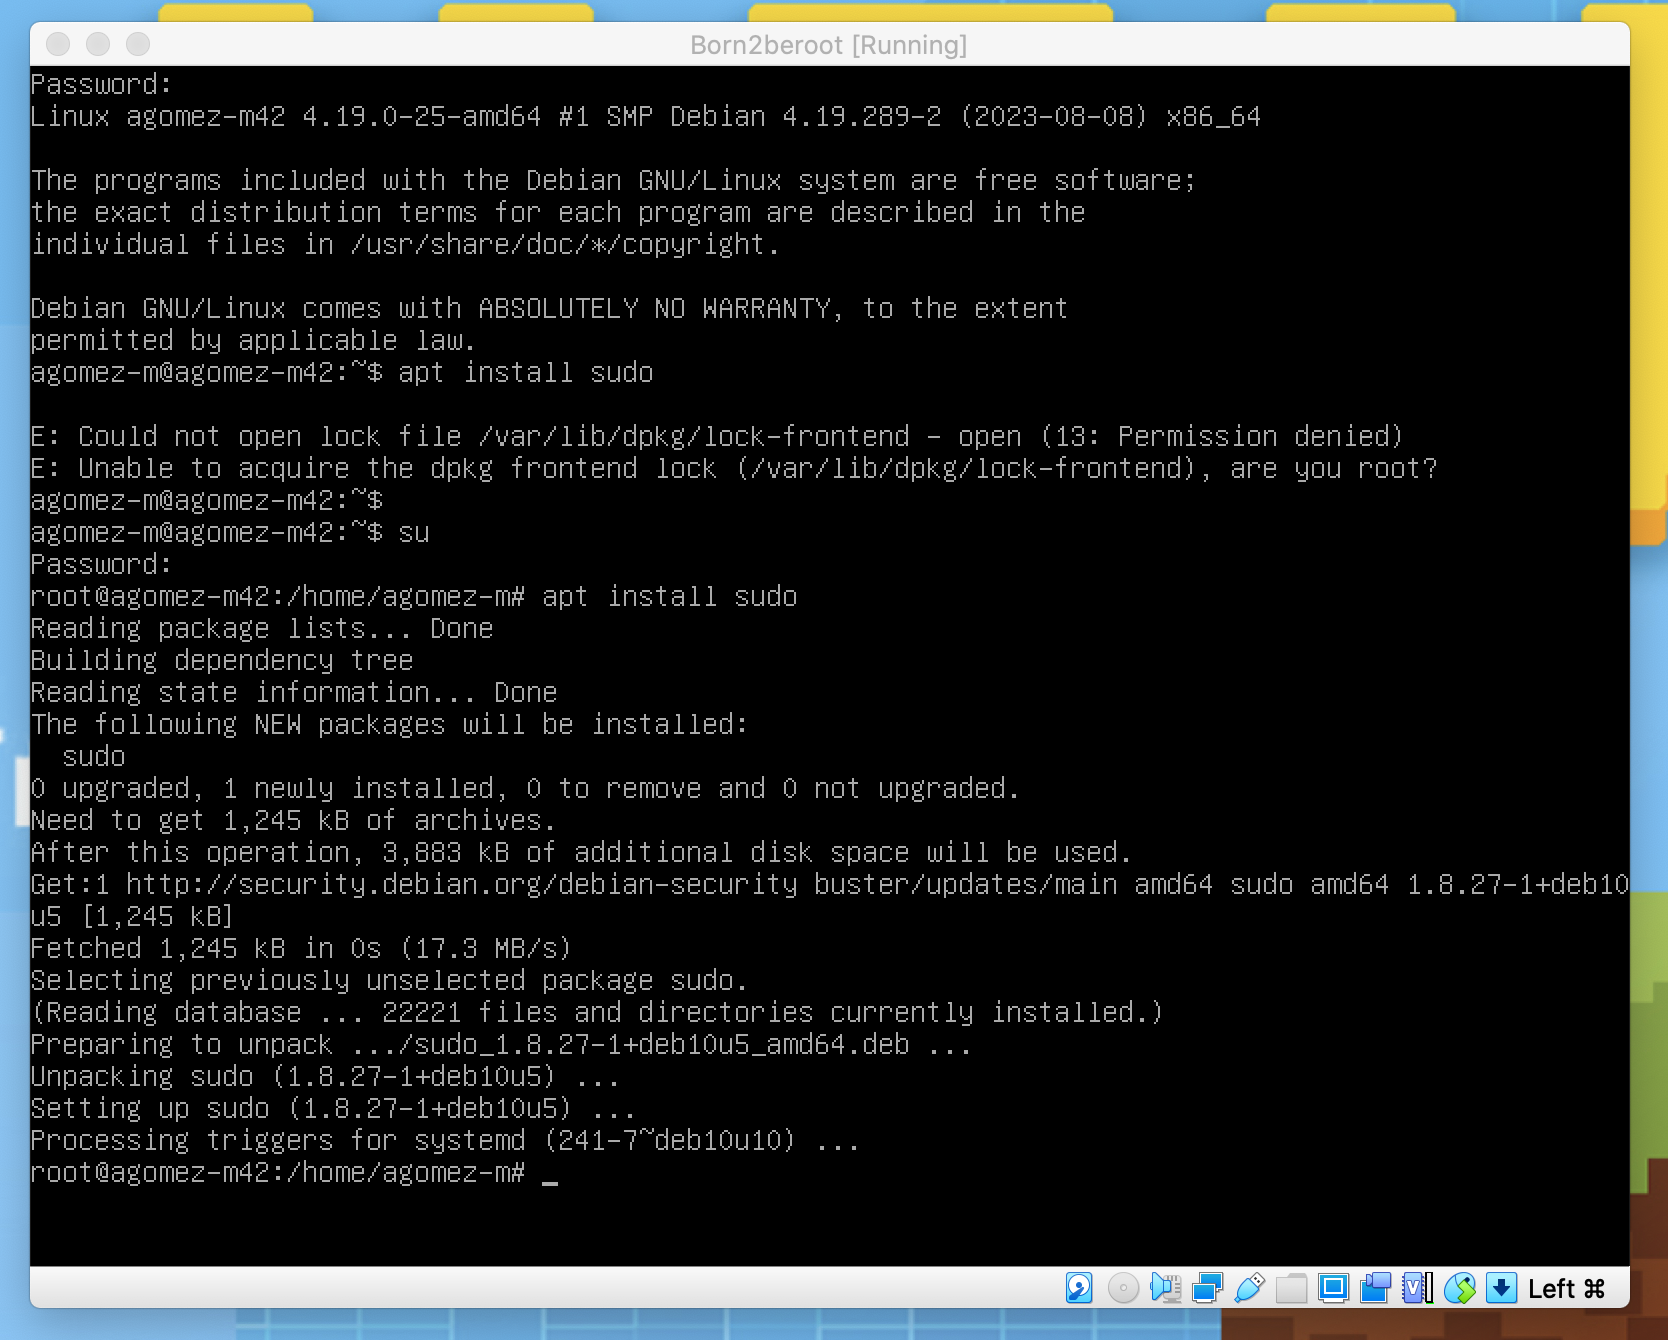 Born2beroot [Running]
Password:
Linux agomez-m42 4.19.0-25-amd64 #1 SMP Debian 4.19.289-2 (2023-08-08) x86_64
The programs included with the Debian GNU/Linux system are free software;
the exact distribution terms for each program are described in the
individual files in /usr/share/doc/*/copyright.
Debian GNU/Linux comes with ABSOLUTELY NO WARRANTY, to the extent
permitted by applicable law.
agomez-m@agomez-m42:~$ apt install sudo
E: Could not open lock file /var/lib/dpkg/lock-frontend - open (13: Permission denied)
E: Unable to acquire the dpkg frontend lock (/var/lib/dpkg/lock-frontend), are you root?
agomez-m@agomez-m42:~$
agomez-m@agomez-m42:~$ su
Password:
root@agomez-m42:/home/agomez-m# apt install sudo
Reading package lists... Done
Building dependency tree
Reading state information... Done
The following NEW packages will be installed:
  sudo
0 upgraded, 1 newly installed, 0 to remove and 0 not upgraded.
Need to get 1,245 kB of archives.
After this operation, 3,883 kB of additional disk space will be used.
Get:1 http://security.debian.org/debian-security buster/updates/main amd64 sudo amd64 1.8.27-1+deb10
u5 [1,245 kB]
Fetched 1,245 kB in 0s (17.3 MB/s)
Selecting previously unselected package sudo.
(Reading database ... 22221 files and directories currently installed.)
Preparing to unpack .../sudo_1.8.27-1+deb10u5_amd64.deb ...
Unpacking sudo (1.8.27-1+deb10u5) ...
Setting up sudo (1.8.27-1+deb10u5) ...
Processing triggers for systemd (241-7~deb10u10) ...
root@agomez-m42:/home/agomez-m# _
Left ⌘